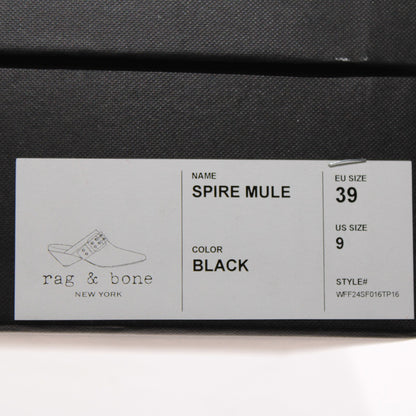 rag & bone
NEW YORK
NAME
SPIRE MULE
COLOR
BLACK
EU SIZE
39
US SIZE
9
STYLE#
WFF24SF016TP16